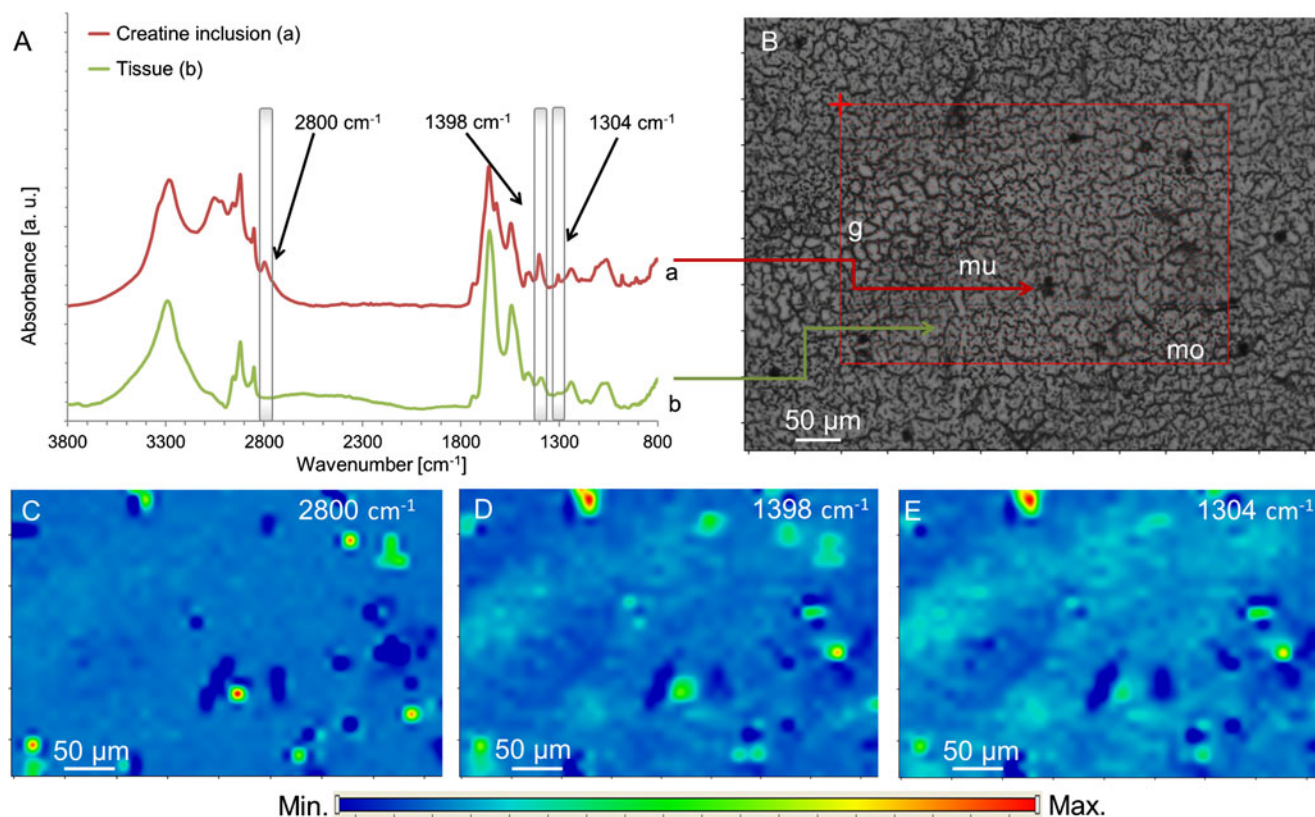 A
Creatine inclusion (a)
Tissue (b)
2800 cm⁻¹
1398 cm⁻¹
1304 cm⁻¹
Absorbance [a. u.]
a
b
3800 3300 2800 2300 1800 1300 800
Wavenumber [cm⁻¹]
B
g
mu
mo
50 µm
C
2800 cm⁻¹
50 µm
D
1398 cm⁻¹
50 µm
E
1304 cm⁻¹
50 µm
Min.
Max.